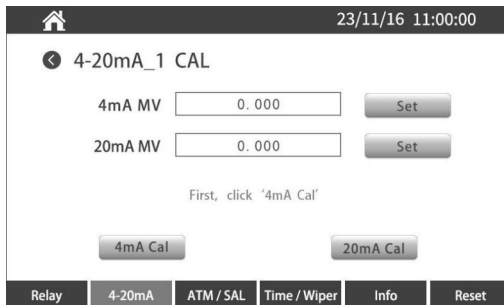 23/11/16 11:00:00
4-20mA_1 CAL
4mA MV 0.000 Set
20mA MV 0.000 Set
First, click '4mA Cal'
4mA Cal 20mA Cal
Relay 4-20mA ATM / SAL Time / Wiper Info Reset